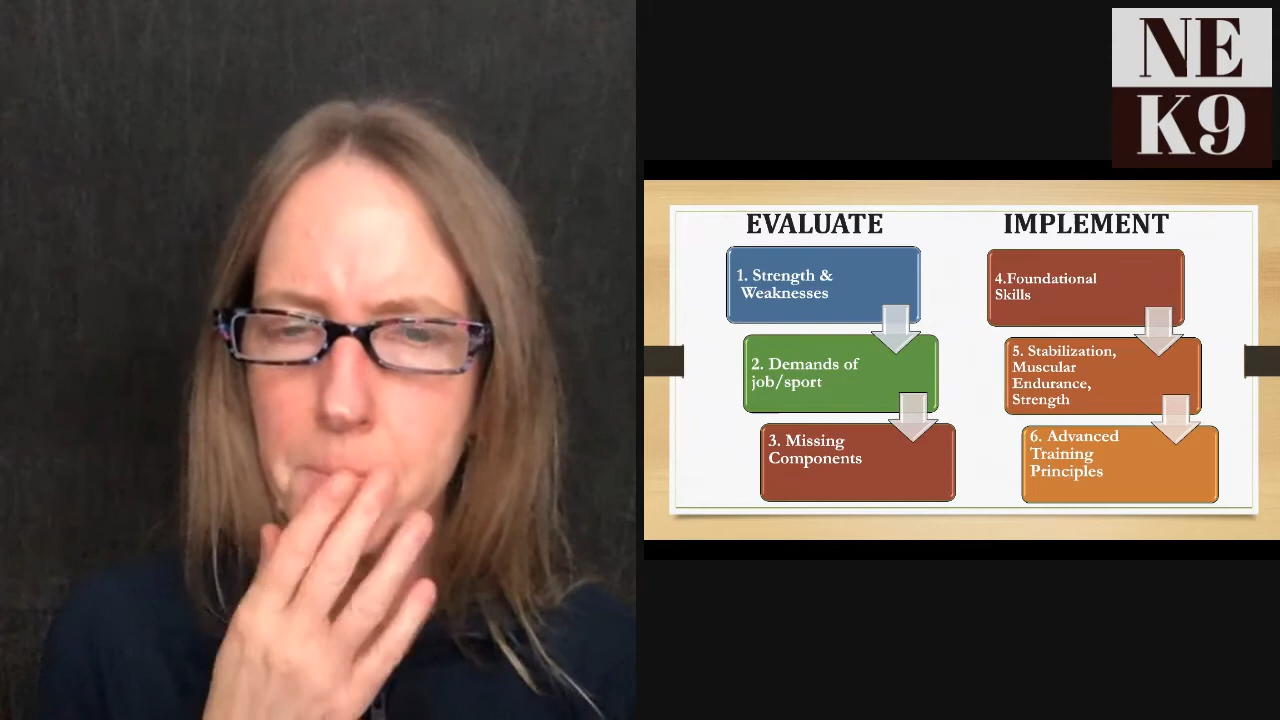 NE
K9
EVALUATE
1. Strength &
Weaknesses
2. Demands of
job/sport
3. Missing
Components
IMPLEMENT
4.Foundational
Skills
5. Stabilization,
Muscular
Endurance,
Strength
6. Advanced
Training
Principles